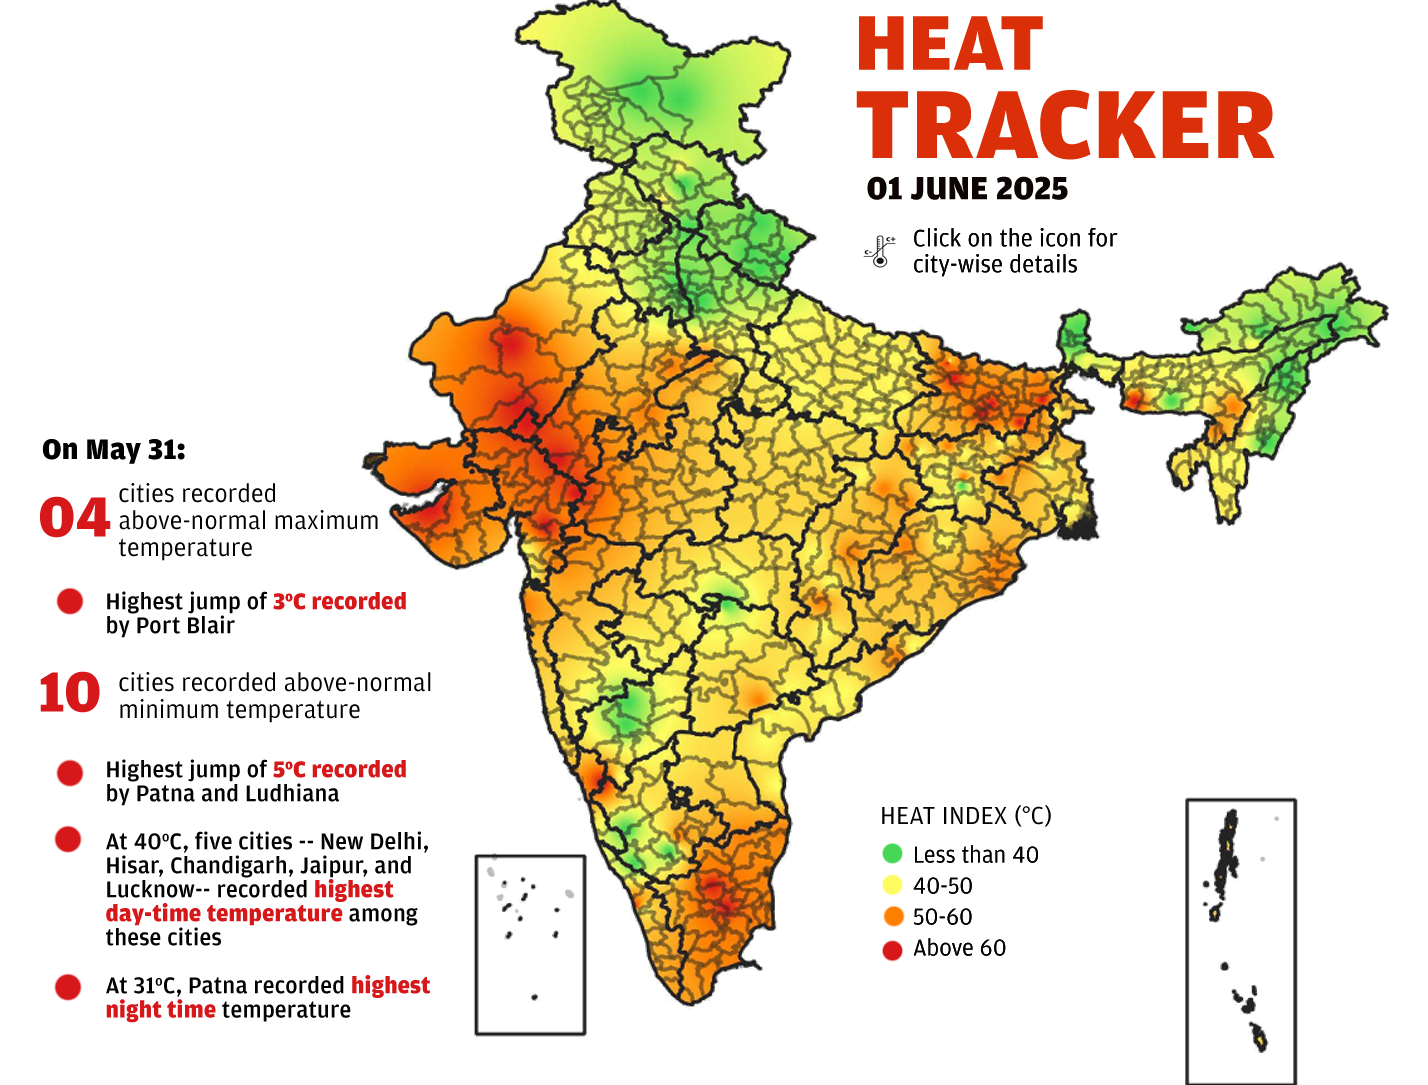 HEAT
TRACKER
01 JUNE 2025
c+
c-
Click on the icon for
city-wise details
On May 31:
04
cities recorded
above-normal maximum
temperature
Highest jump of 3ºC recorded
by Port Blair
10
cities recorded above-normal
minimum temperature
Highest jump of 5ºC recorded
by Patna and Ludhiana
At 40ºC, five cities -- New Delhi,
Hisar, Chandigarh, Jaipur, and
Lucknow-- recorded highest
day-time temperature among
these cities
At 31ºC, Patna recorded highest
night time temperature
HEAT INDEX (°C)
Less than 40
40-50
50-60
Above 60